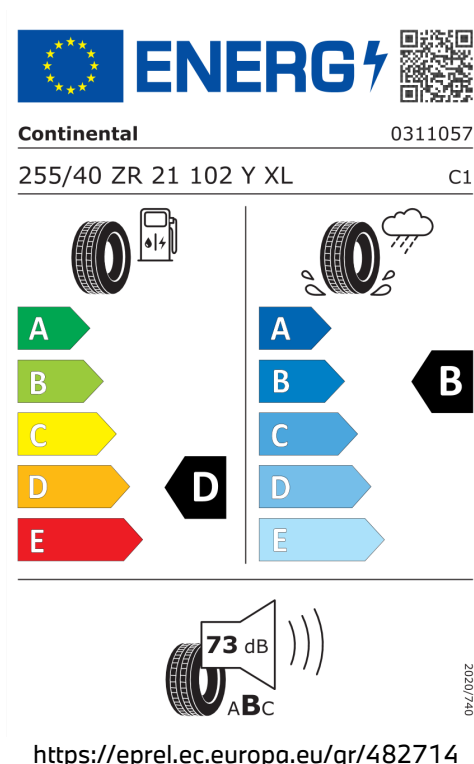 ENERG
Continental 0311057
255/40 ZR 21 102 Y XL C1
A A
B B B
C C
D D D
E E
73 dB
ABC
2020/740
https://eprel.ec.europa.eu/qr/482714